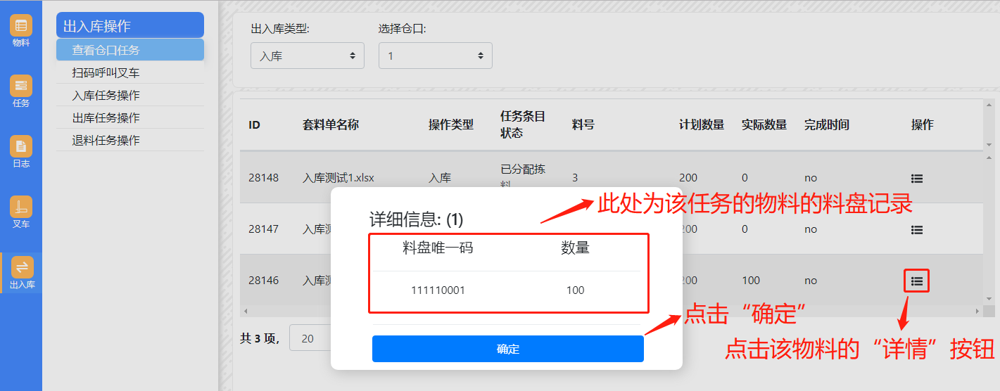 物料
任务
日志
叉车
出入库
出入库操作
查看仓口任务
扫码呼叫叉车
入库任务操作
出库任务操作
退料任务操作
出入库类型: 选择仓口:
入库 1
ID 套料单名称 操作类型 任务条目状态 料号 计划数量 实际数量 完成时间 操作
28148 入库测试1.xlsx 入库 已分配拣料 3 200 0 no
28147 入库测 200 0 no
28146 入库测 200 100 no
共 3 项， 20
详细信息: (1)
料盘唯一码 数量
111110001 100
确定
此处为该任务的物料的料盘记录
点击“确定”
点击该物料的“详情”按钮